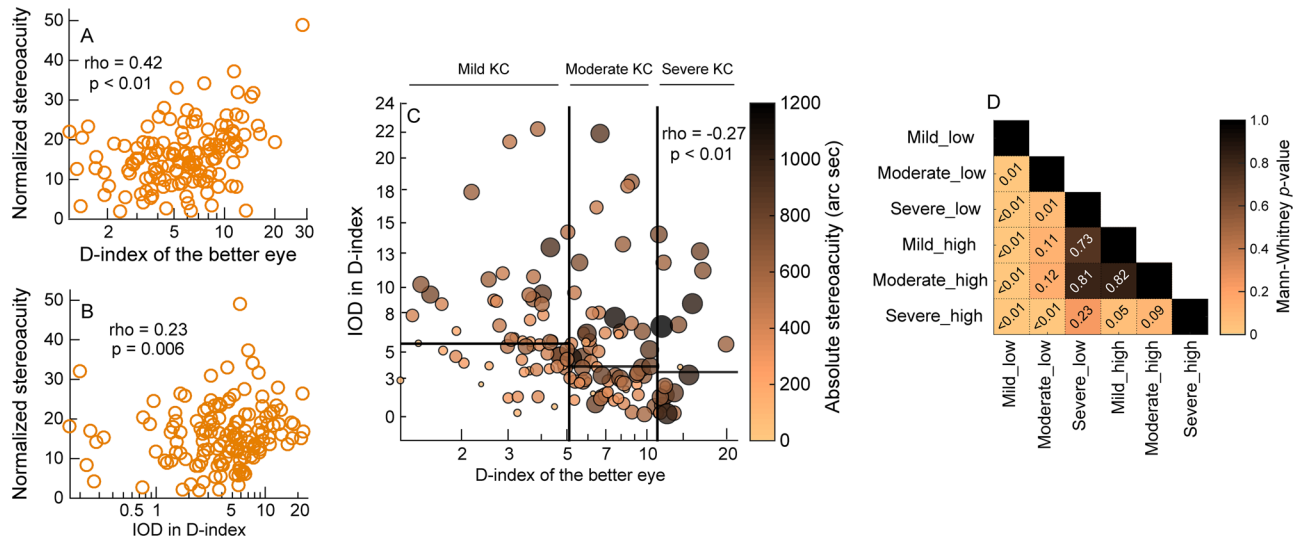 A
rho = 0.42
p < 0.01
Normalized stereoacuity
50
40
30
20
10
0
2
5
10
20
30
D-index of the better eye
B
rho = 0.23
p = 0.006
Normalized stereoacuity
50
40
30
20
10
0
0.5
1
5
10
20
IOD in D-index
Mild KC
Moderate KC
Severe KC
C
rho = -0.27
p < 0.01
IOD in D-index
24
22
20
18
15
13
10
8
5
3
0
2
3
5
7
10
20
D-index of the better eye
1200
1000
800
600
400
200
0
Absolute stereoacuity (arc sec)
D
Mild_low
Moderate_low
0.01
Severe_low
<0.01
0.01
Mild_high
<0.01
0.11
0.73
Moderate_high
<0.01
0.12
0.81
0.82
Severe_high
<0.01
<0.01
0.23
0.05
0.09
Mild_low
Moderate_low
Severe_low
Mild_high
Moderate_high
Severe_high
1.0
0.8
0.6
0.4
0.2
0
Mann-Whitney p-value